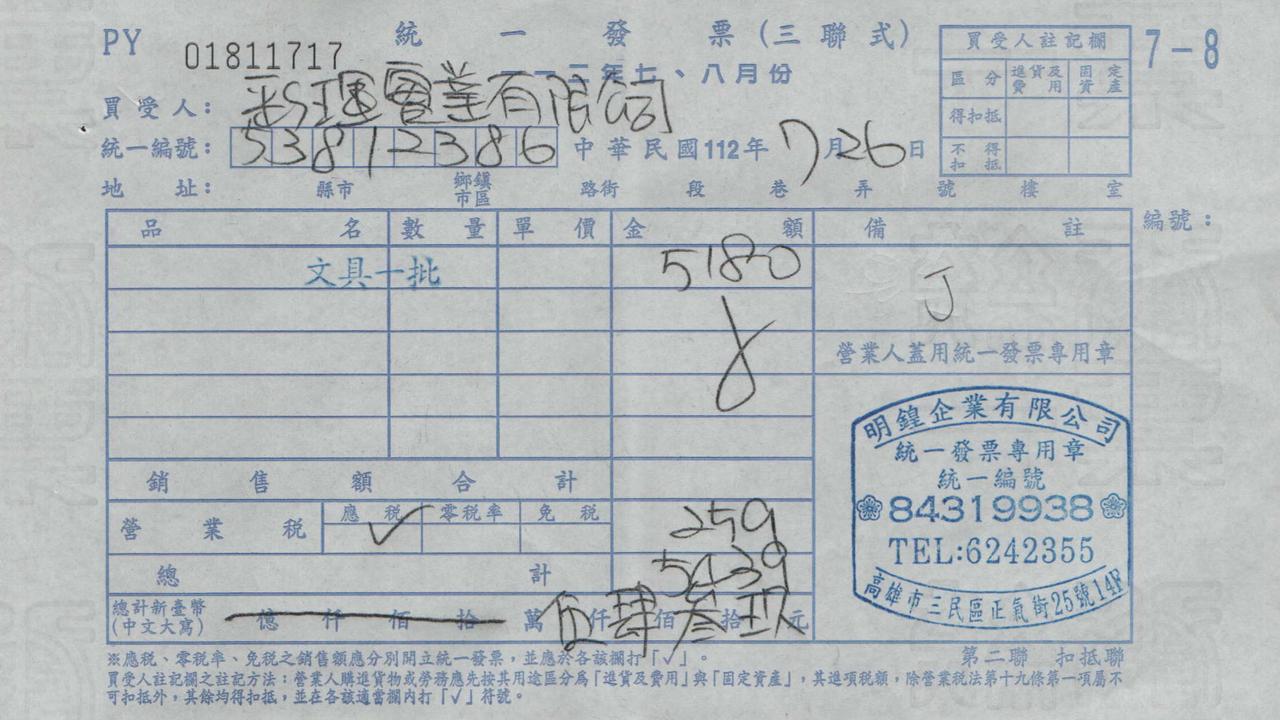 PY 01811717
統一發票(三聯式)
一一二年七、八月份
7-8
買受人註記欄
區分 進貨及費用 固定資產
得扣抵
不得扣抵
買受人: 彩理電業有限公司
統一編號: 53812386 中華民國112年7月26日
地址: 縣市 鄉鎮市區 路街 段 巷 弄 號 樓 室
品名 數量 單價 金額 備註 編號:
文具一批 5180 J
營業人蓋用統一發票專用章
明鍠企業有限公司
統一發票專用章
統一編號
84319938
TEL:6242355
高雄市三民區正氣街25號14F
銷售額合計
營業稅 應稅 ✓ 零稅率 免稅 259
總計 5439
總計新臺幣(中文大寫) 億仟佰拾萬伍仟肆佰參拾玖元
※應稅、零稅率、免稅之銷售額應分別開立統一發票,並應於各該欄打「✓」。
第二聯 扣抵聯
買受人註記欄之註記方法:營業人購進貨物或勞務應先按其用途區分為「進貨及費用」與「固定資產」,其進項稅額,除營業稅法第十九條第一項屬不
可扣抵外,其餘均得扣抵,並在各該適當欄內打「✓」符號。